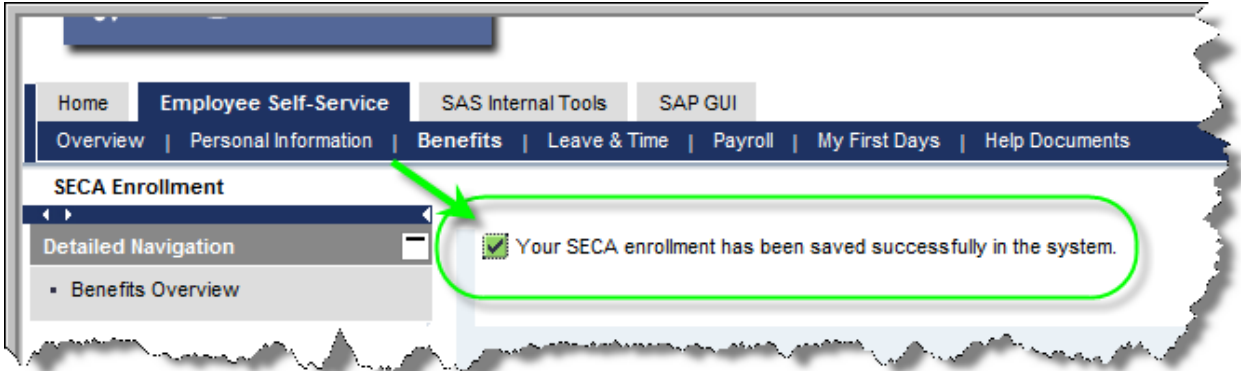 Home Employee Self-Service SAS Internal Tools SAP GUI
Overview | Personal Information | Benefits | Leave & Time | Payroll | My First Days | Help Documents
SECA Enrollment
Detailed Navigation
Your SECA enrollment has been saved successfully in the system.
▪ Benefits Overview